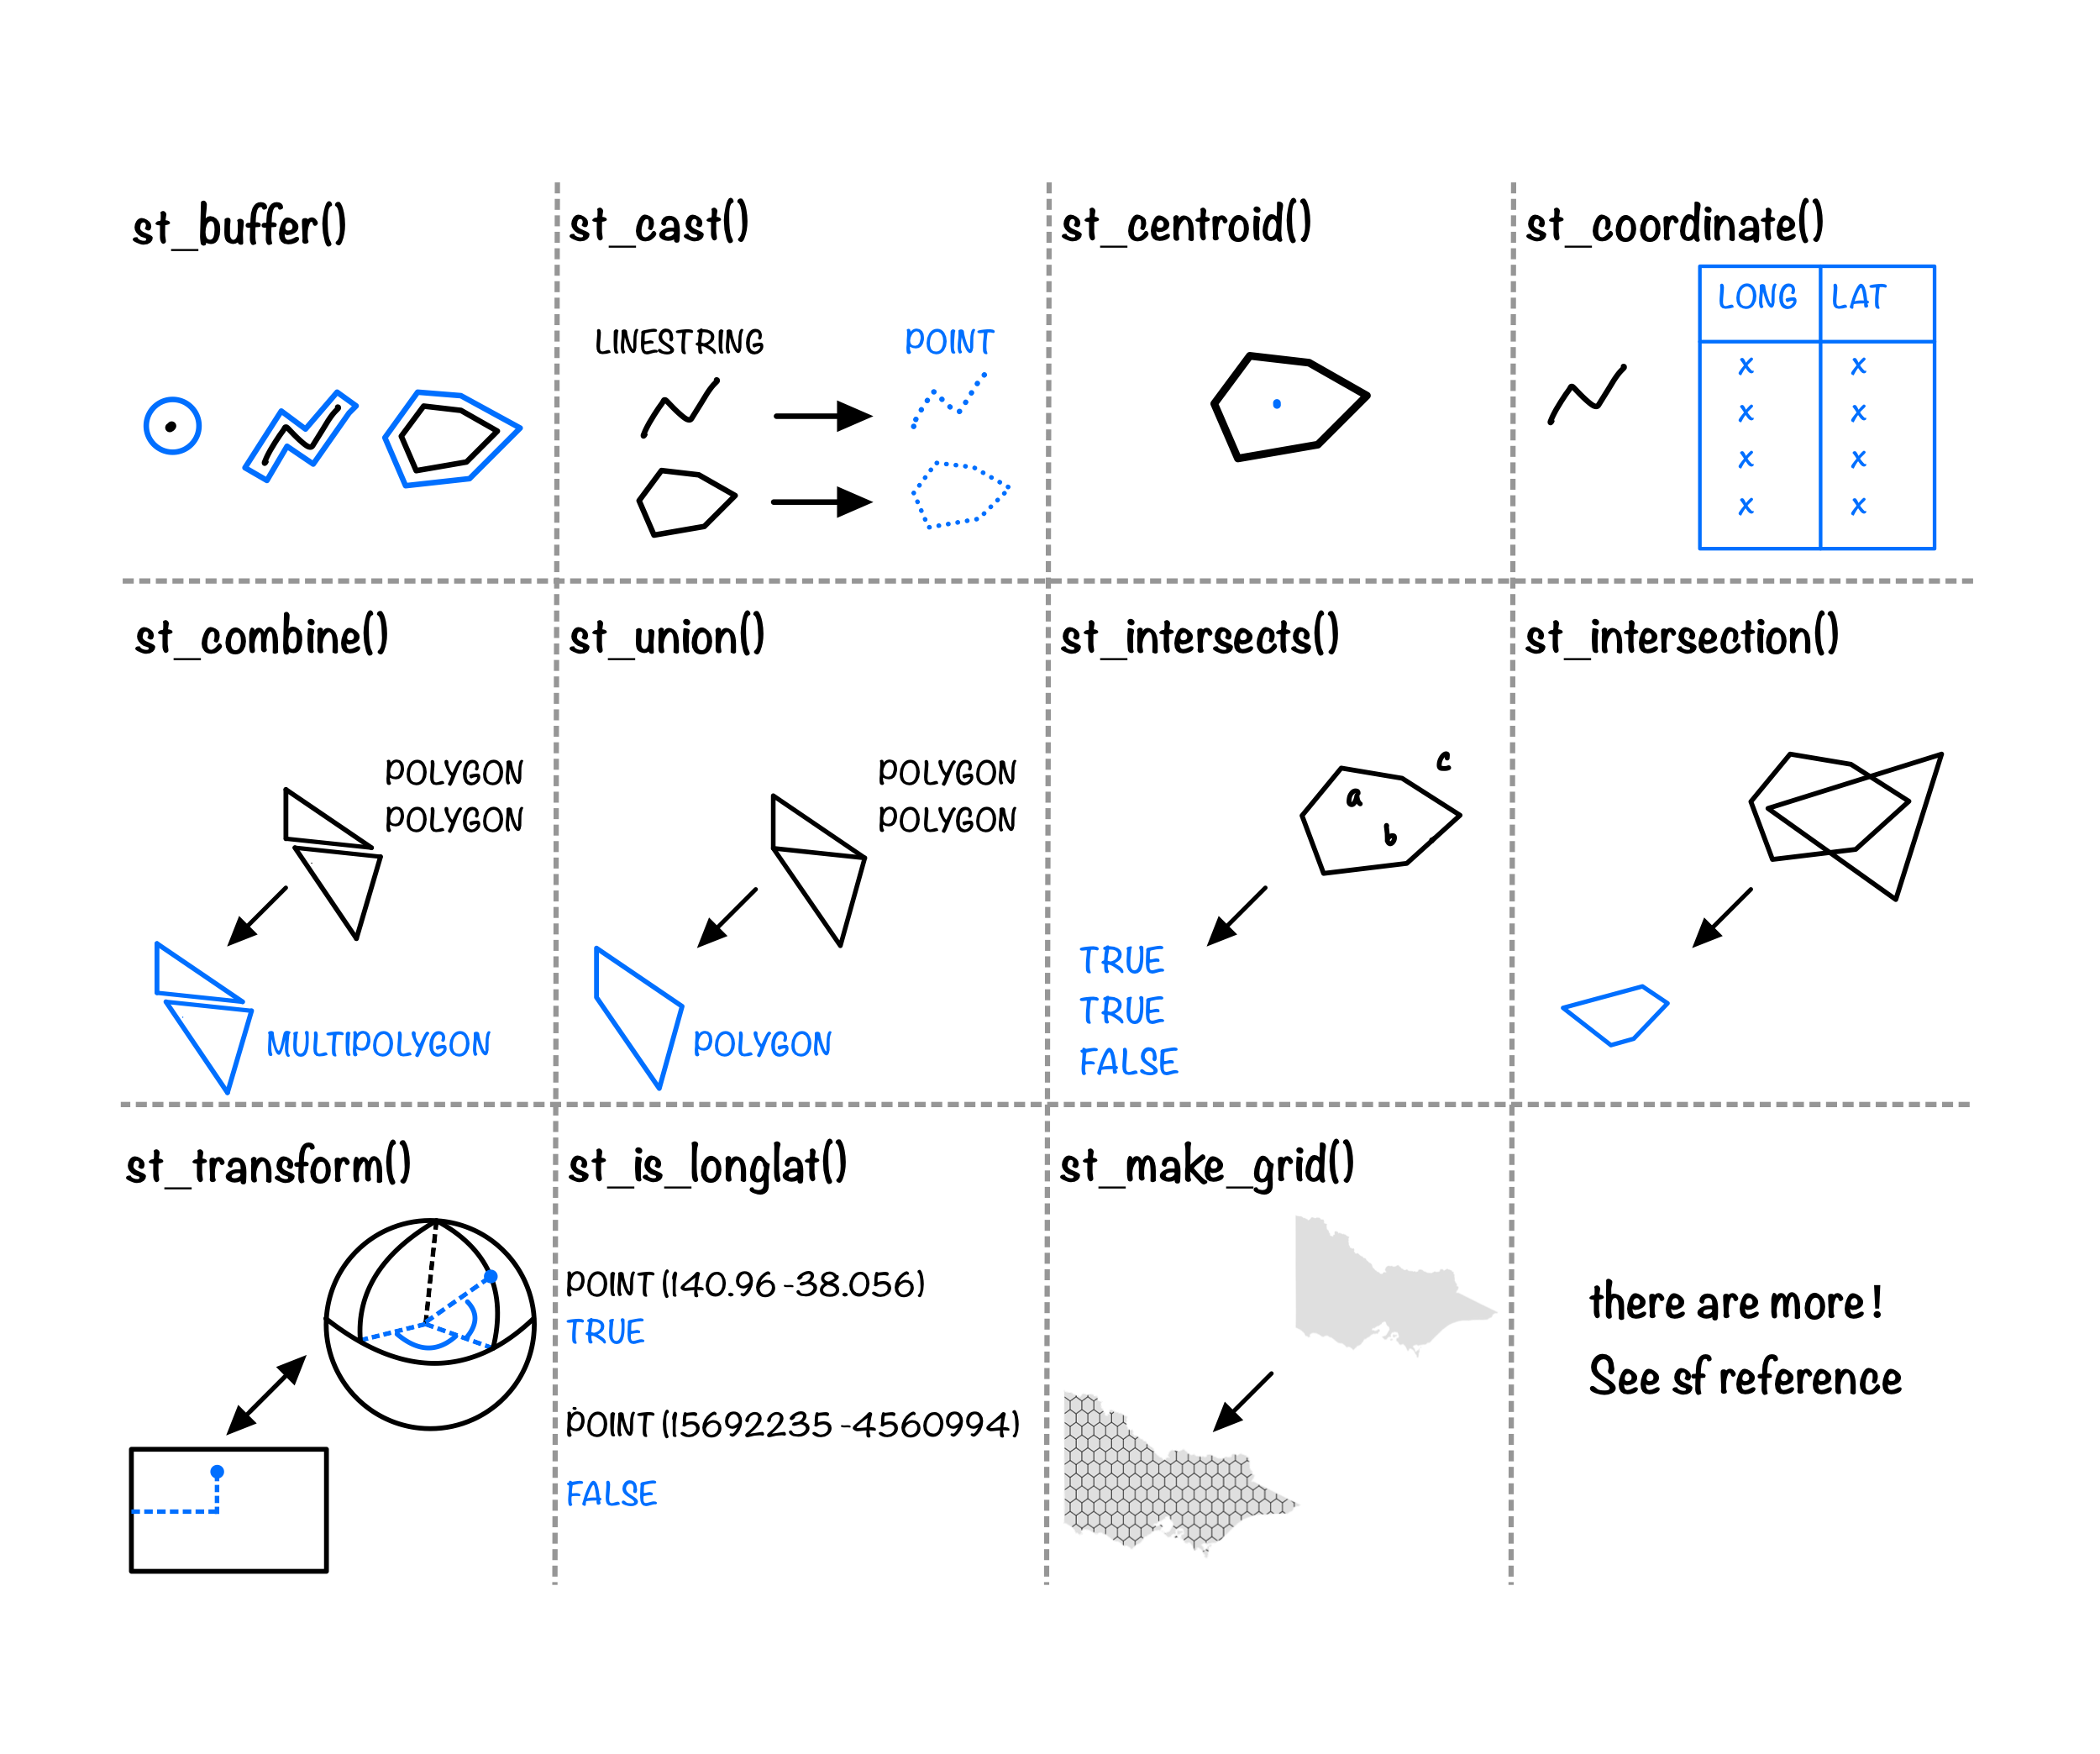 st_buffer()
st_cast()
st_centroid()
st_coordinate()
LINESTRING
POINT
LONG
LAT
x x
x x
x x
x x
st_combine()
st_union()
st_intersects()
st_intersection()
POLYGON
POLYGON
MULTIPOLYGON
POLYGON
POLYGON
POLYGON
c
a
b
TRUE
TRUE
FALSE
st_transform()
st_is_longlat()
st_make_grid()
POINT (140.96 -38.056)
TRUE
POINT (15692235 -4560994)
FALSE
there are more!
See sf reference